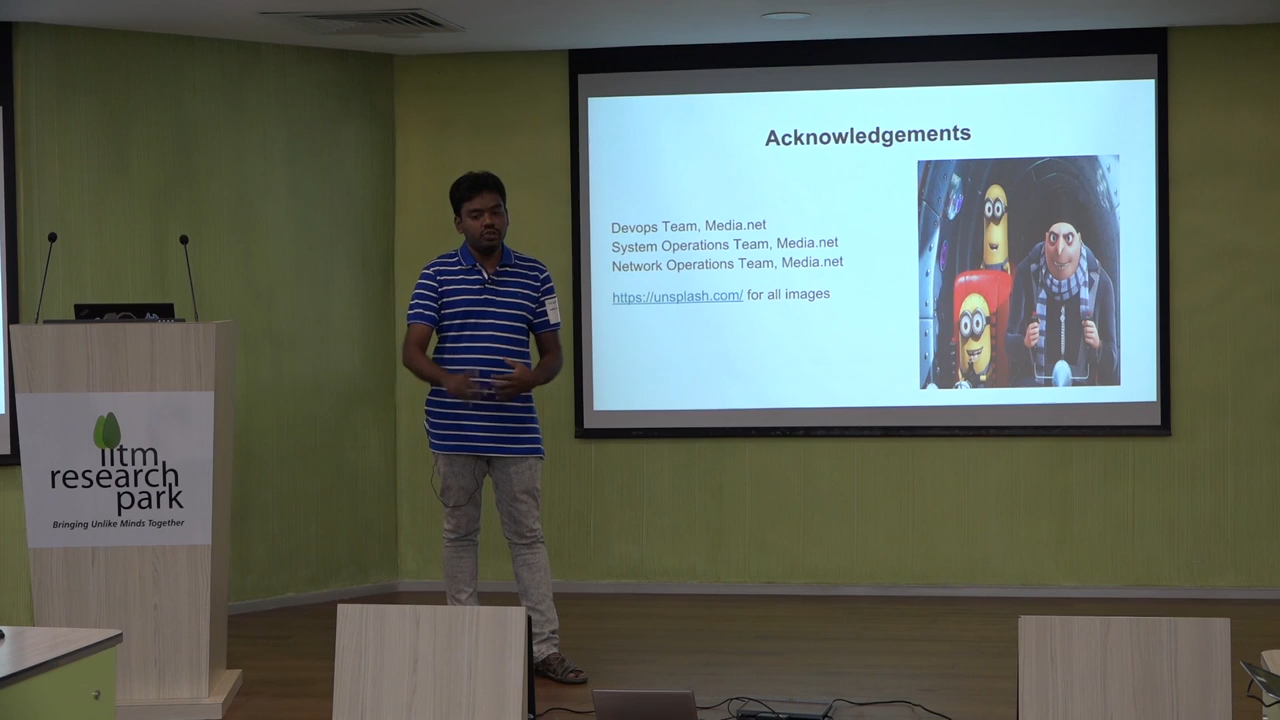 Acknowledgements
Devops Team, Media.net
System Operations Team, Media.net
Network Operations Team, Media.net
https://unsplash.com/ for all images
iitm
research
park
Bringing Unlike Minds Together